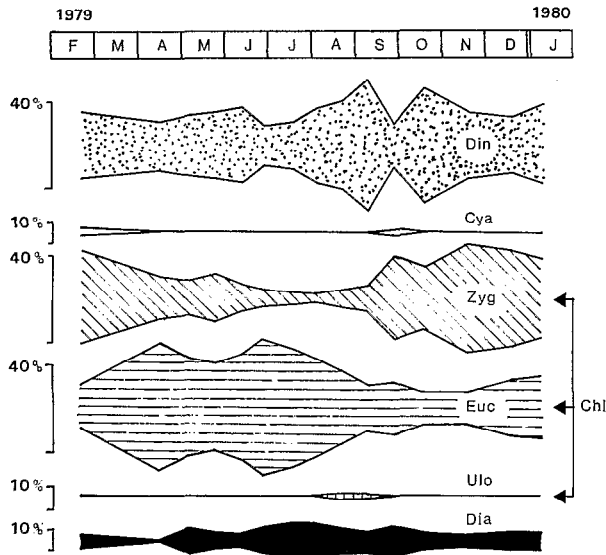 1979 1980
F M A M J J A S O N D J
40%
Din
Cya
10%
40%
Zyg
40%
Euc
Chl
Ulo
10%
Dia
10%